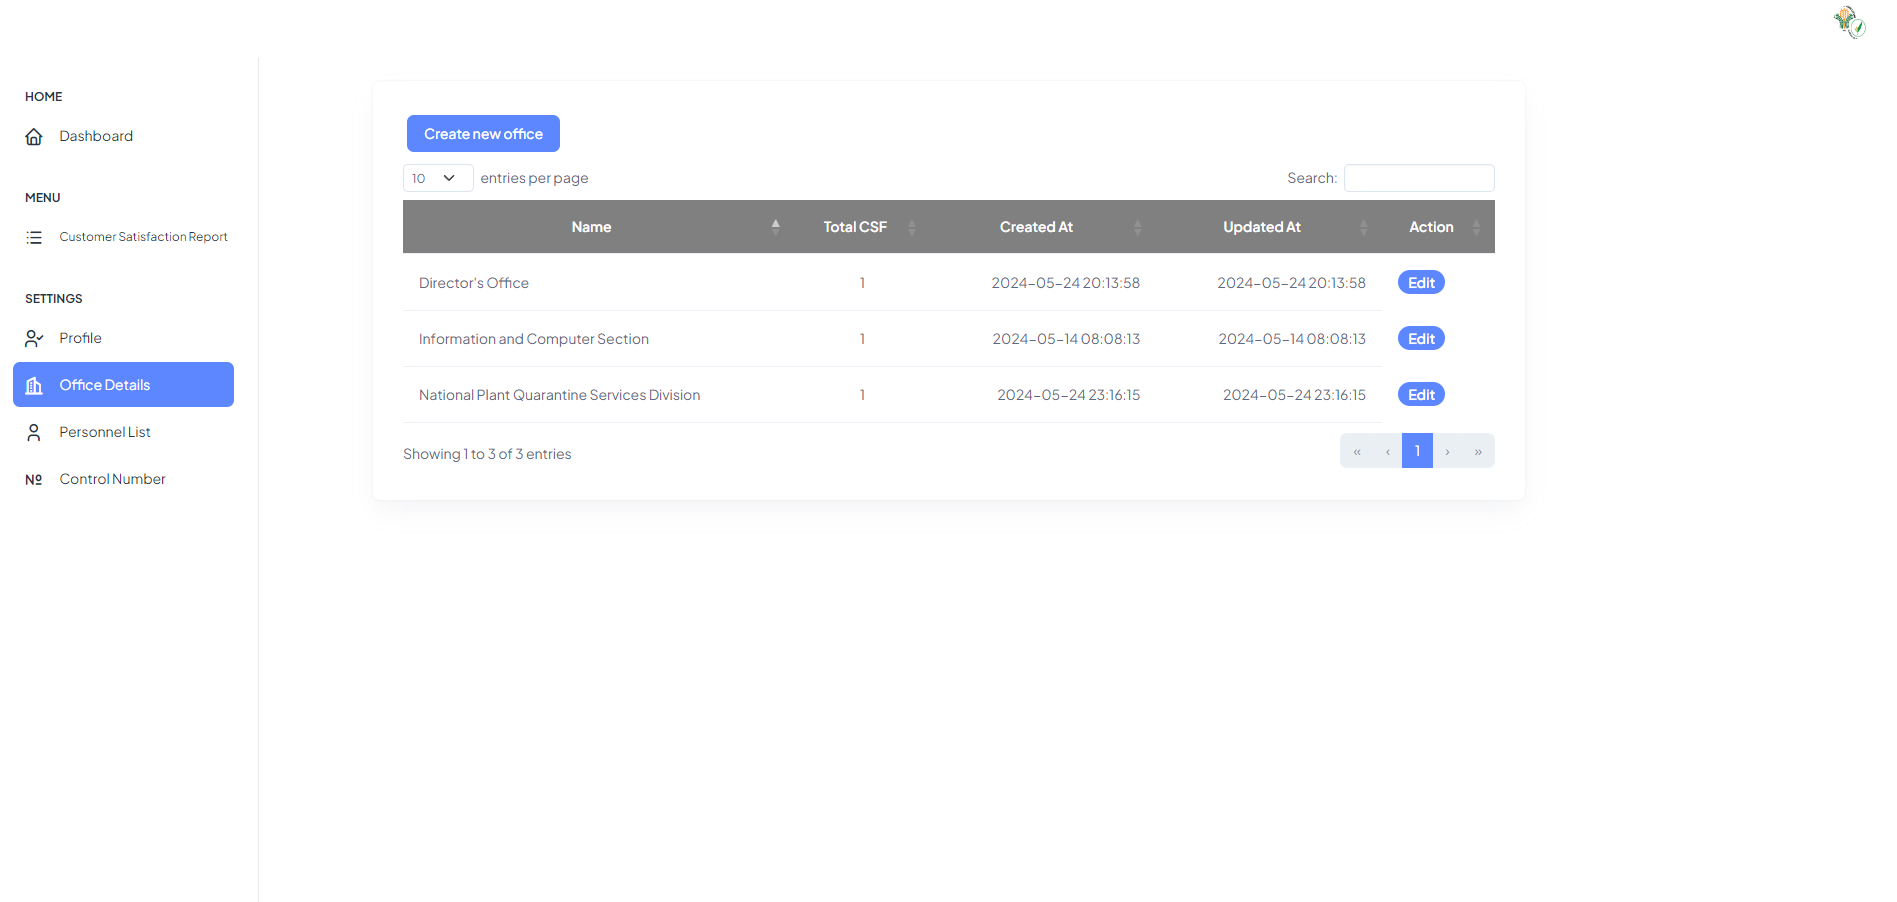 HOME
Dashboard
MENU
Customer Satisfaction Report
SETTINGS
Profile
Office Details
Personnel List
Nº Control Number
Create new office
10 entries per page Search:
Name Total CSF Created At Updated At Action
Director's Office 1 2024-05-24 20:13:58 2024-05-24 20:13:58 Edit
Information and Computer Section 1 2024-05-14 08:08:13 2024-05-14 08:08:13 Edit
National Plant Quarantine Services Division 1 2024-05-24 23:16:15 2024-05-24 23:16:15 Edit
Showing 1 to 3 of 3 entries « ‹ 1 › »